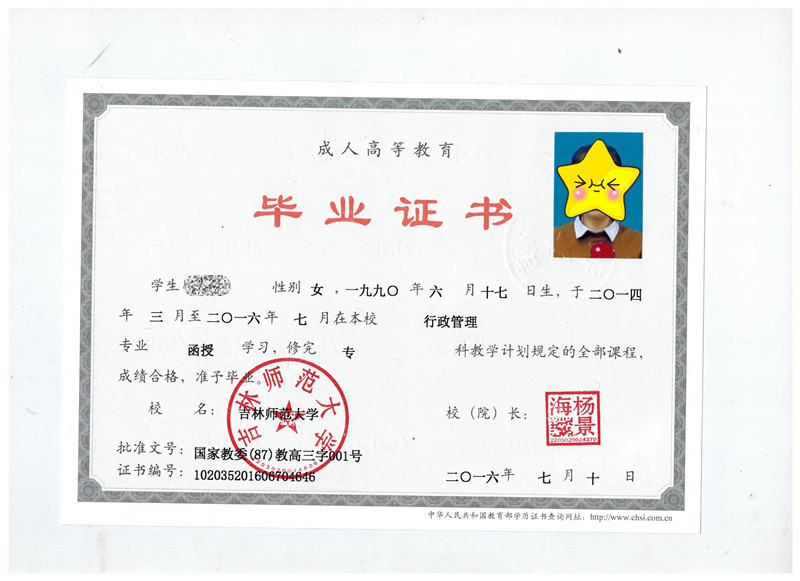 成人高等教育
毕业证书
学生 性别 女 ,一九九〇 年 六 月 十七 日生, 于 二〇一四
年 三 月至 二〇一六 年 七 月在本校 行政管理
专业 函授 学习, 修完 专 科教学计划规定的全部课程,
成绩合格, 准予毕业。
校 名: 吉林师范大学 校(院)长: 杨景海
吉林师范大学
批准文号: 国家教委(87)教高三字001号
证书编号: 102035201606704646 二〇一六 年 七 月 十 日
中华人民共和国教育部学历证书查询网址: http://www.chsi.com.cn